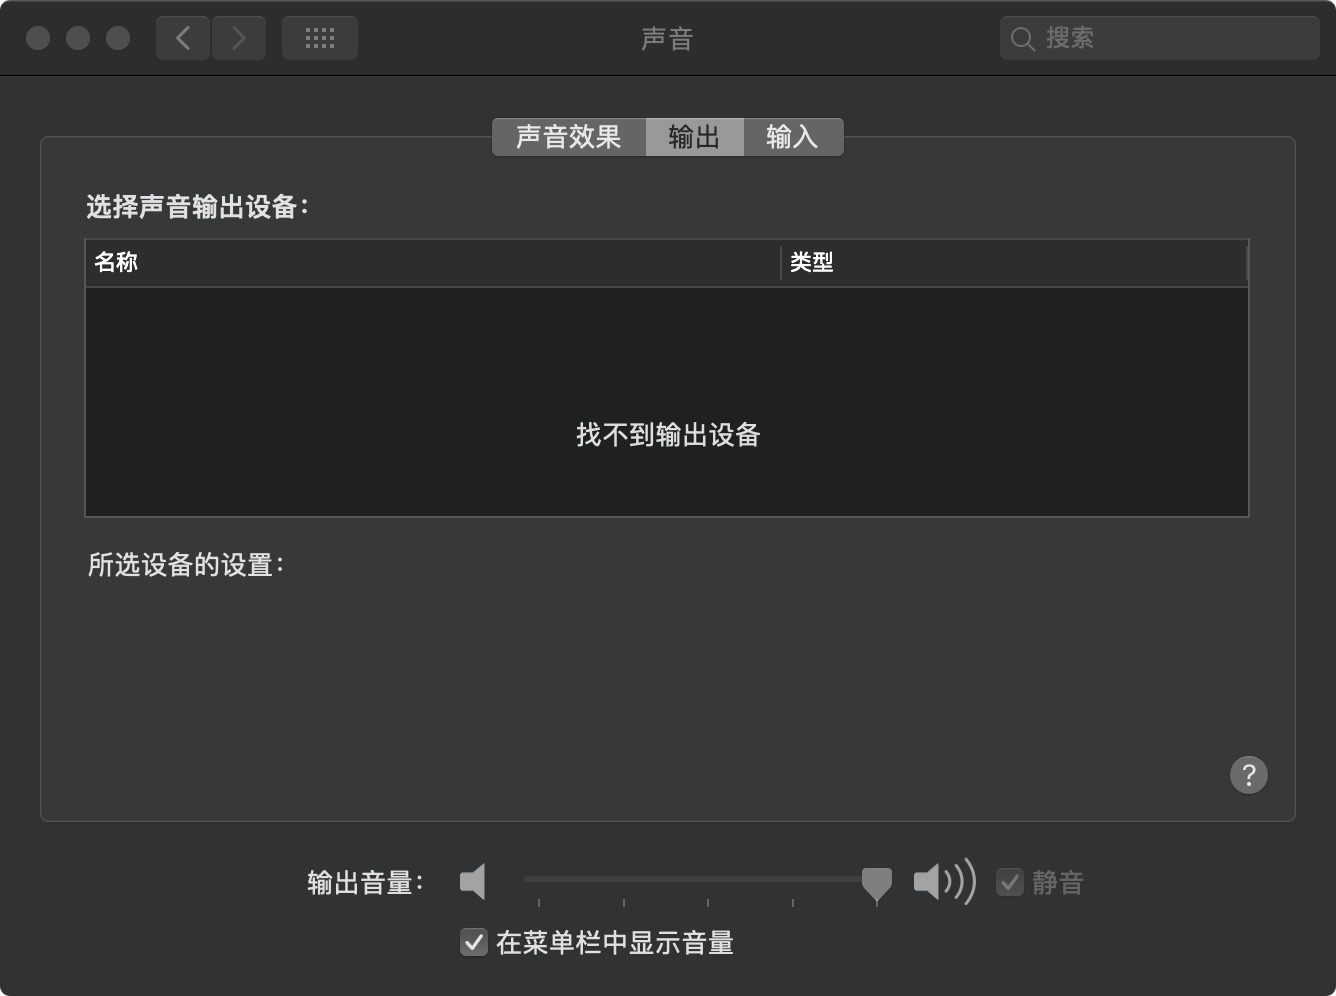 声音
搜索
声音效果 输出 输入
选择声音输出设备：
名称 类型
找不到输出设备
所选设备的设置：
?
输出音量： 静音
在菜单栏中显示音量